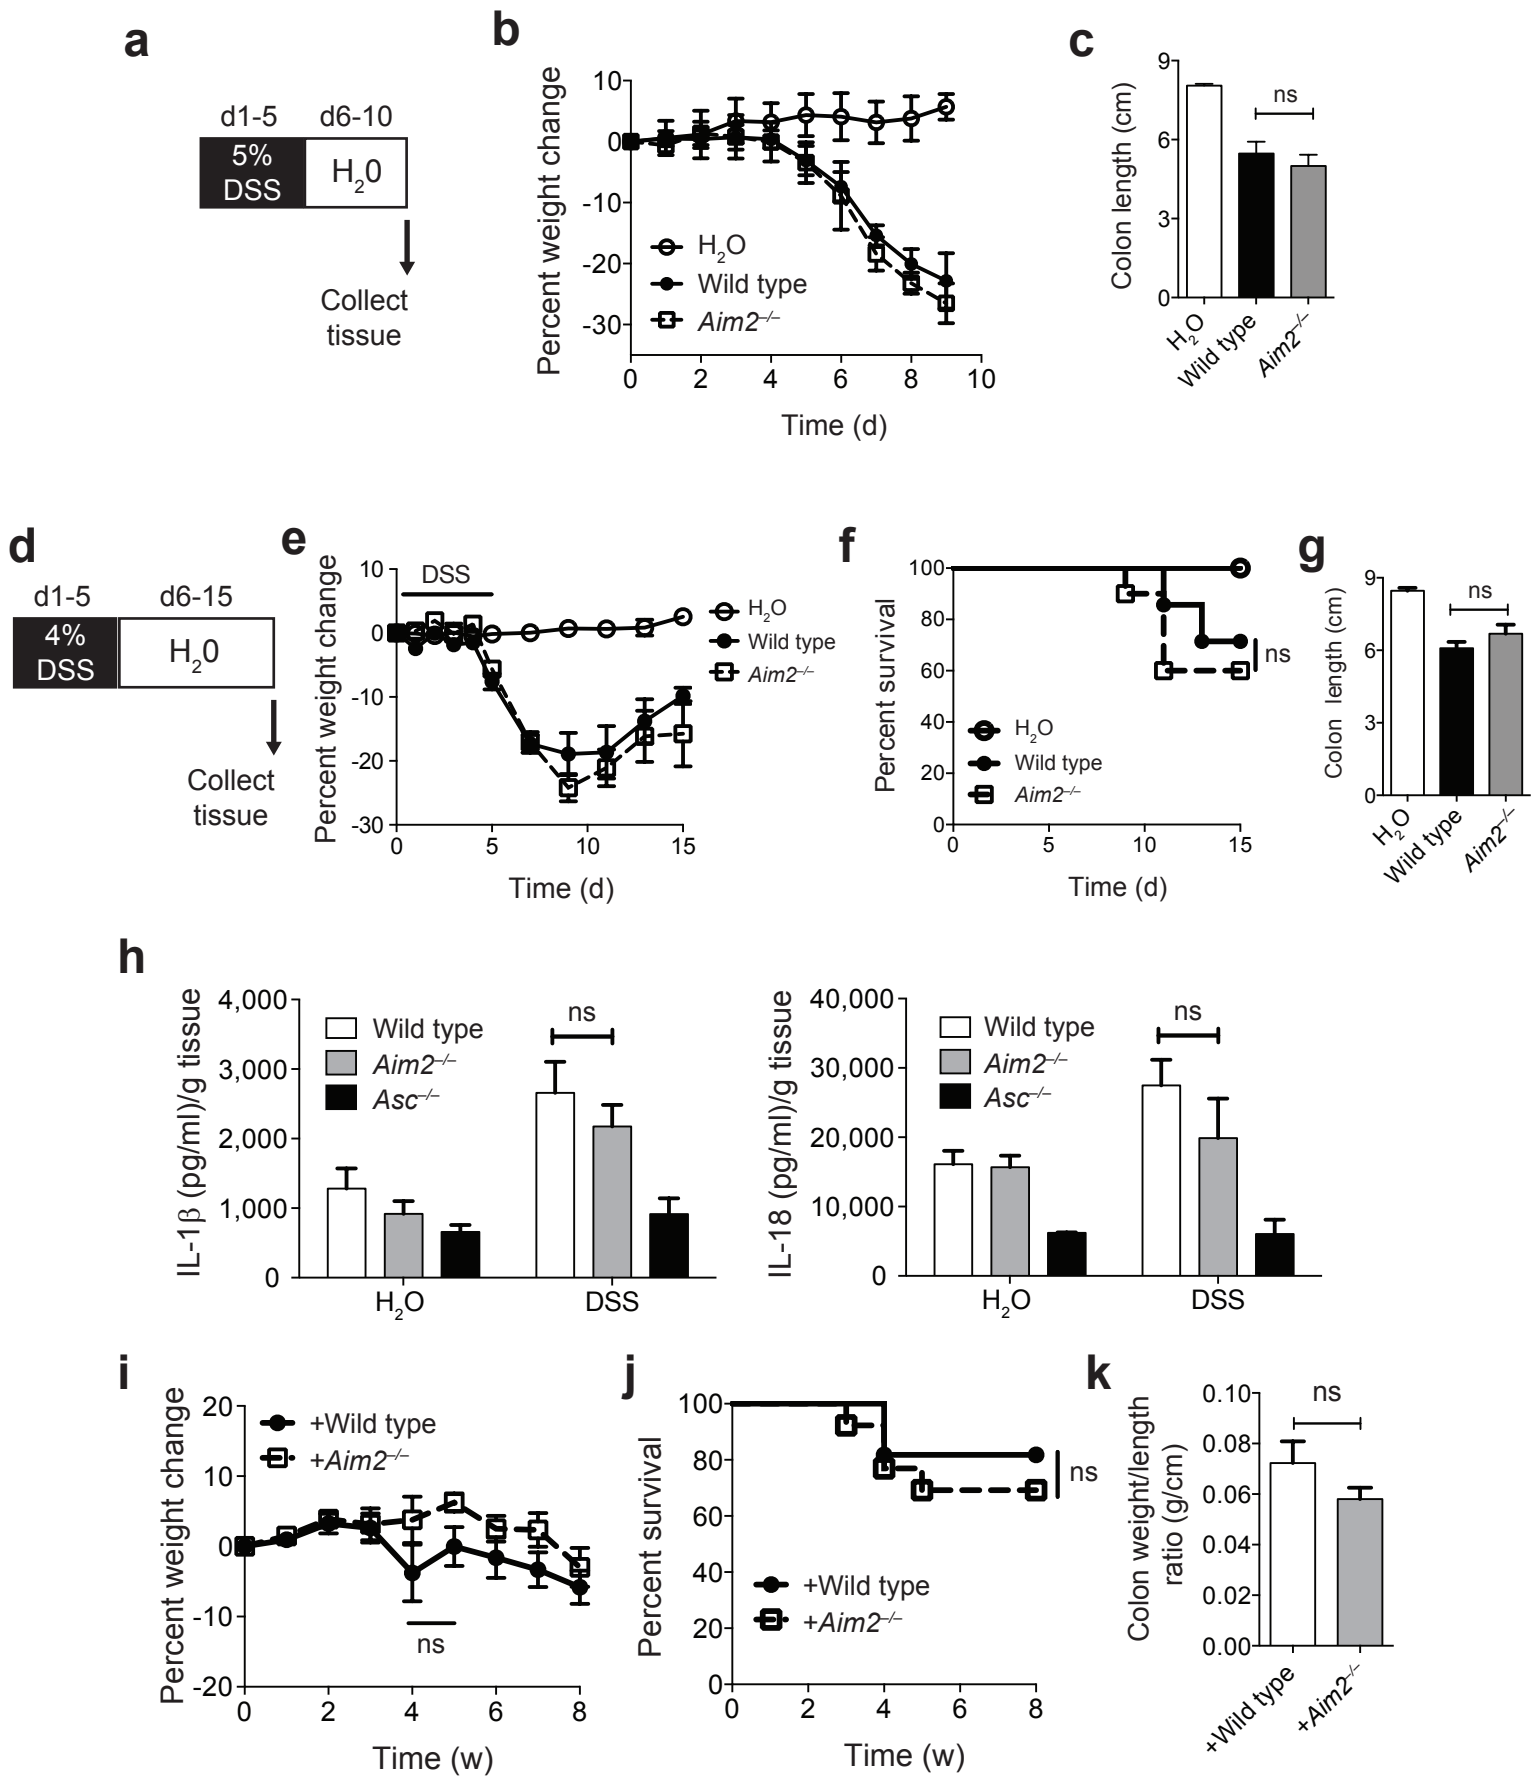 a
d1-5 d6-10
5%
DSS
H20
Collect
tissue
b
Percent weight change
10
0
-10
-20
-30
H2O
Wild type
Aim2–/–
0 2 4 6 8 10
Time (d)
c
Colon length (cm)
9
6
3
0
ns
H2O
Wild type
Aim2–/–
d
d1-5 d6-15
4%
DSS
H20
Collect
tissue
e
Percent weight change
10
0
-10
-20
-30
DSS
H2O
Wild type
Aim2–/–
0 5 10 15
Time (d)
f
Percent survival
100
80
60
40
20
0
ns
H2O
Wild type
Aim2–/–
0 5 10 15
Time (d)
g
Colon length (cm)
9
6
3
0
ns
H2O
Wild type
Aim2–/–
h
IL-1β (pg/ml)/g tissue
4,000
3,000
2,000
1,000
0
Wild type
Aim2–/–
Asc–/–
ns
H2O DSS
IL-18 (pg/ml)/g tissue
40,000
30,000
20,000
10,000
0
Wild type
Aim2–/–
Asc–/–
ns
H2O DSS
i
Percent weight change
20
10
0
-10
-20
+Wild type
+Aim2–/–
ns
0 2 4 6 8
Time (w)
j
Percent survival
100
80
60
40
20
0
ns
+Wild type
+Aim2–/–
0 2 4 6 8
Time (w)
k
Colon weight/length
ratio (g/cm)
0.10
0.08
0.06
0.04
0.02
0.00
ns
+Wild type
+Aim2–/–